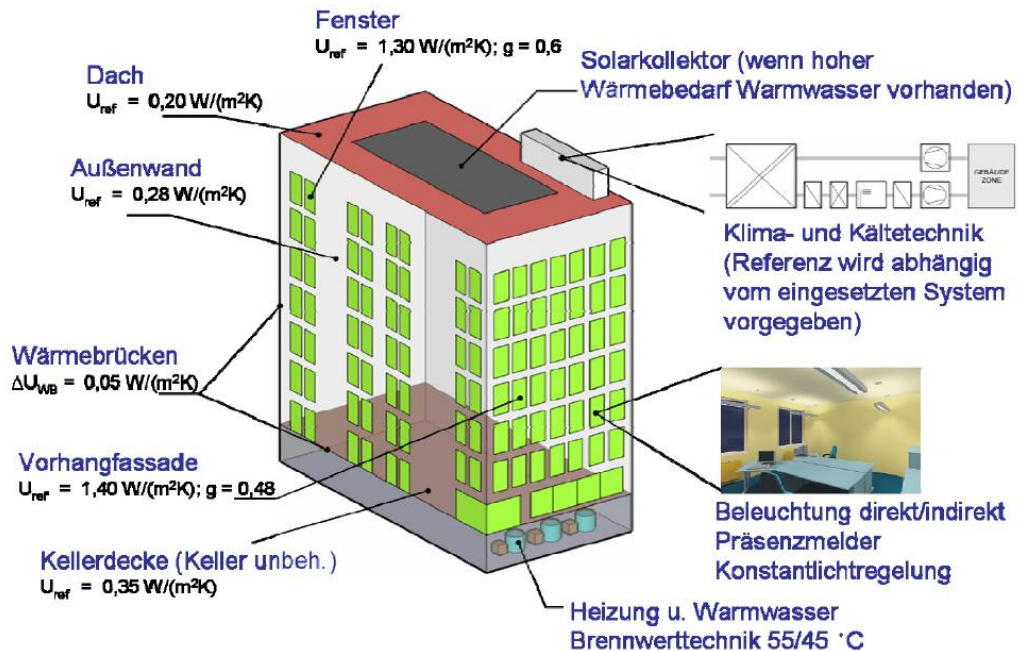 Fenster
U_ref = 1,30 W/(m²K); g = 0,6
Solarkollektor (wenn hoher
Wärmebedarf Warmwasser vorhanden)
Dach
U_ref = 0,20 W/(m²K)
Außenwand
U_ref = 0,28 W/(m²K)
GEBÄUDE
ZONE
Klima- und Kältetechnik
(Referenz wird abhängig
vom eingesetzten System
vorgegeben)
Wärmebrücken
ΔU_WB = 0,05 W/(m²K)
Vorhangfassade
U_ref = 1,40 W/(m²K); g = 0,48
Beleuchtung direkt/indirekt
Präsenzmelder
Konstantlichtregelung
Kellerdecke (Keller unbeh.)
U_ref = 0,35 W/(m²K)
Heizung u. Warmwasser
Brennwerttechnik 55/45 °C